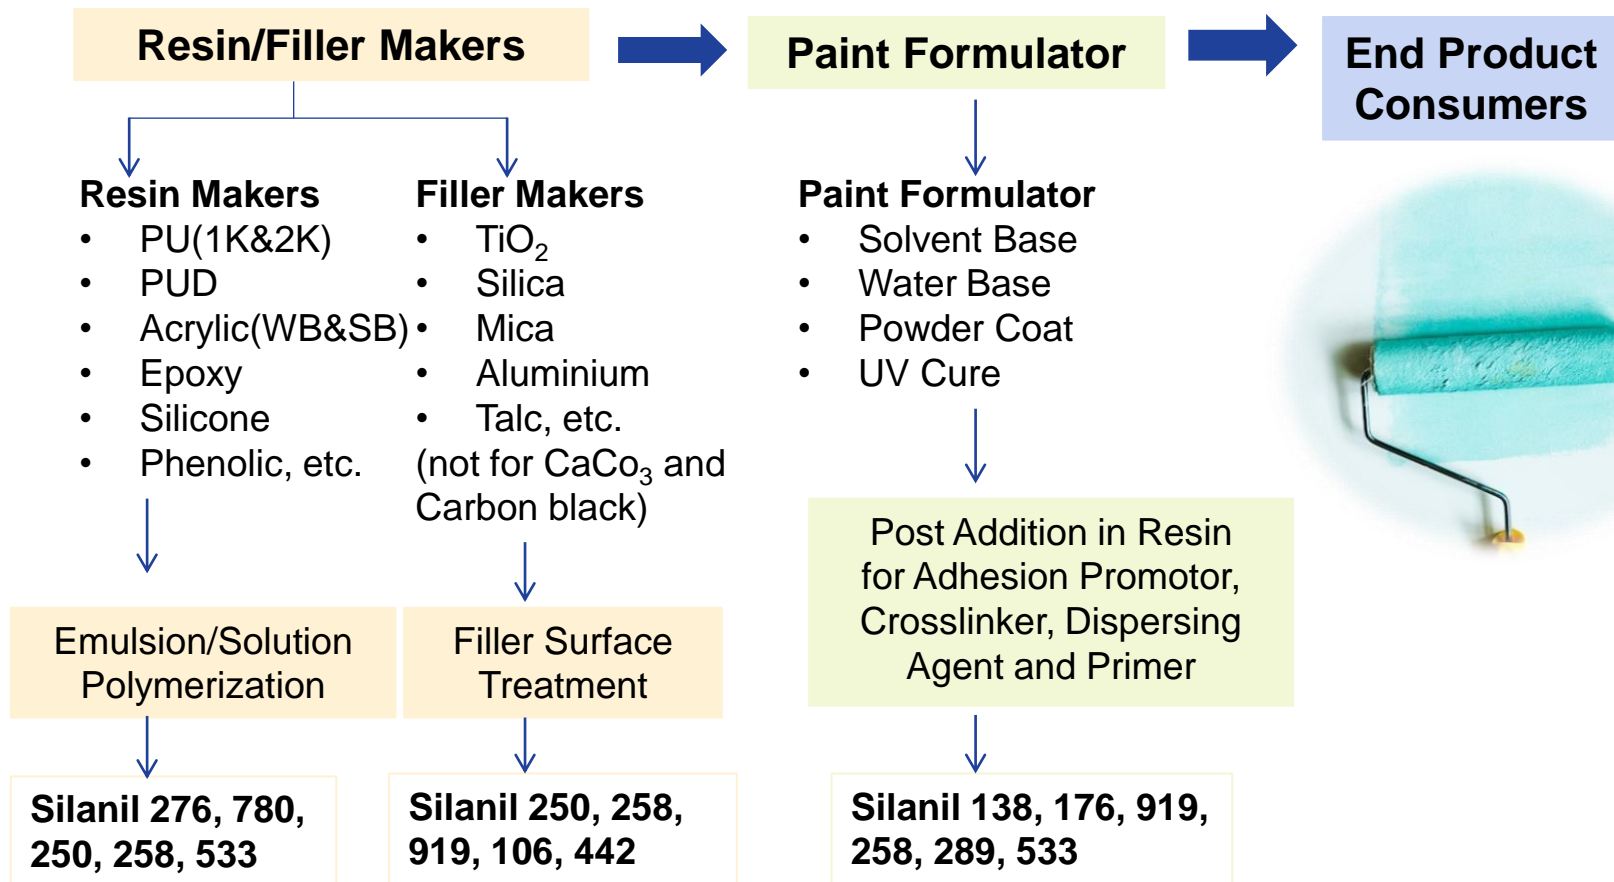 Resin/Filler Makers
Paint Formulator
End Product
Consumers
Resin Makers
• PU(1K&2K)
• PUD
• Acrylic(WB&SB)
• Epoxy
• Silicone
• Phenolic, etc.
Filler Makers
• TiO₂
• Silica
• Mica
• Aluminium
• Talc, etc.
(not for CaCo₃ and
Carbon black)
Paint Formulator
• Solvent Base
• Water Base
• Powder Coat
• UV Cure
Emulsion/Solution
Polymerization
Filler Surface
Treatment
Post Addition in Resin
for Adhesion Promotor,
Crosslinker, Dispersing
Agent and Primer
Silanil 276, 780,
250, 258, 533
Silanil 250, 258,
919, 106, 442
Silanil 138, 176, 919,
258, 289, 533